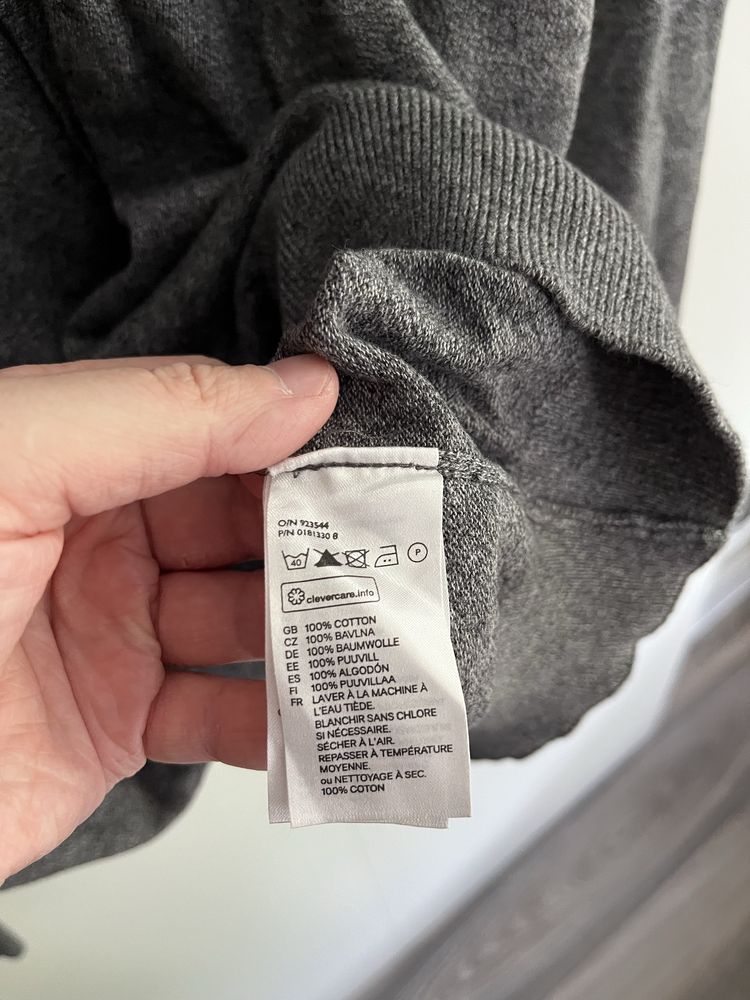 O/N 923544
P/N 0181330 8
40 P
clevercare.info
GB 100% COTTON
CZ 100% BAVLNA
DE 100% BAUMWOLLE
EE 100% PUUVILL
ES 100% ALGODÓN
FI 100% PUUVILLAA
FR LAVER À LA MACHINE À
L'EAU TIÈDE.
BLANCHIR SANS CHLORE
SI NÉCESSAIRE.
SÉCHER À L'AIR.
REPASSER À TEMPÉRATURE
MOYENNE.
ou NETTOYAGE À SEC.
100% COTON